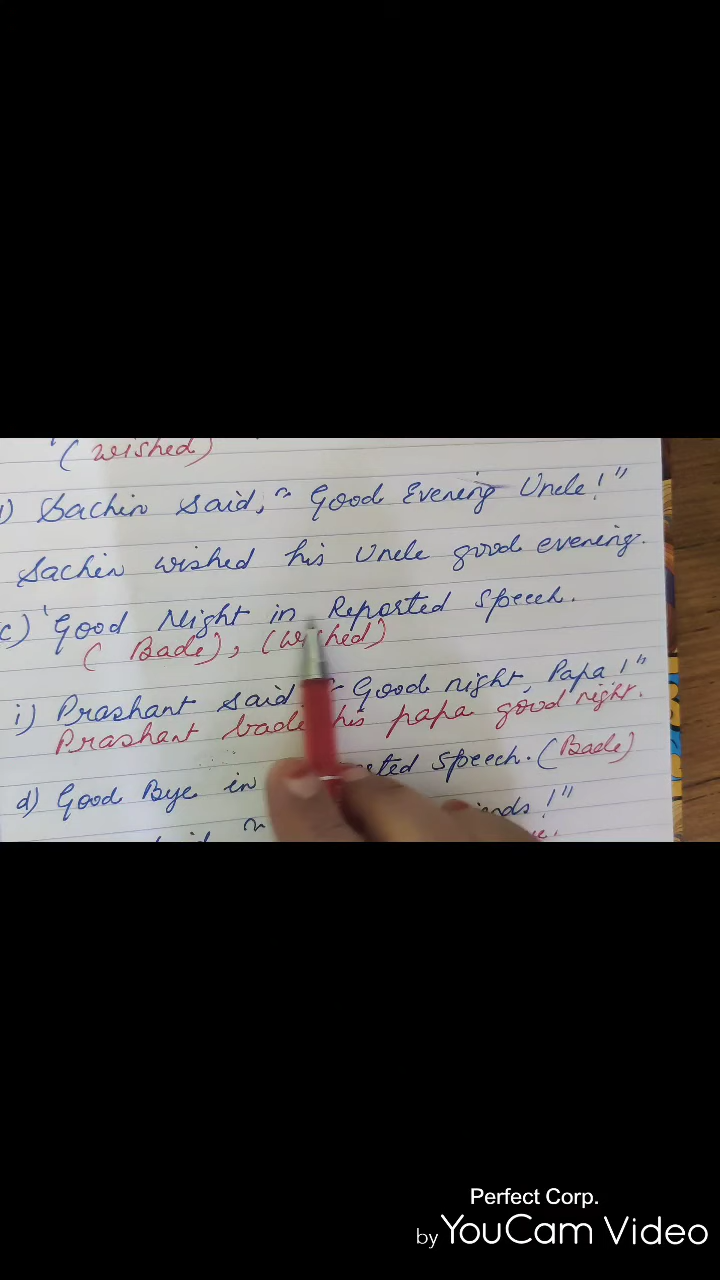 (wished)
i) Sachin said, " Good Evening Uncle!"
Sachin wished his Uncle good evening.
c) 'Good Night in Reported Speech.
( Bade), (wished)
i) Prashant said " Good night, Papa!"
Prashant bade his papa good night.
d) Good Bye in speech. (Bade)
Perfect Corp.
by YouCam Video